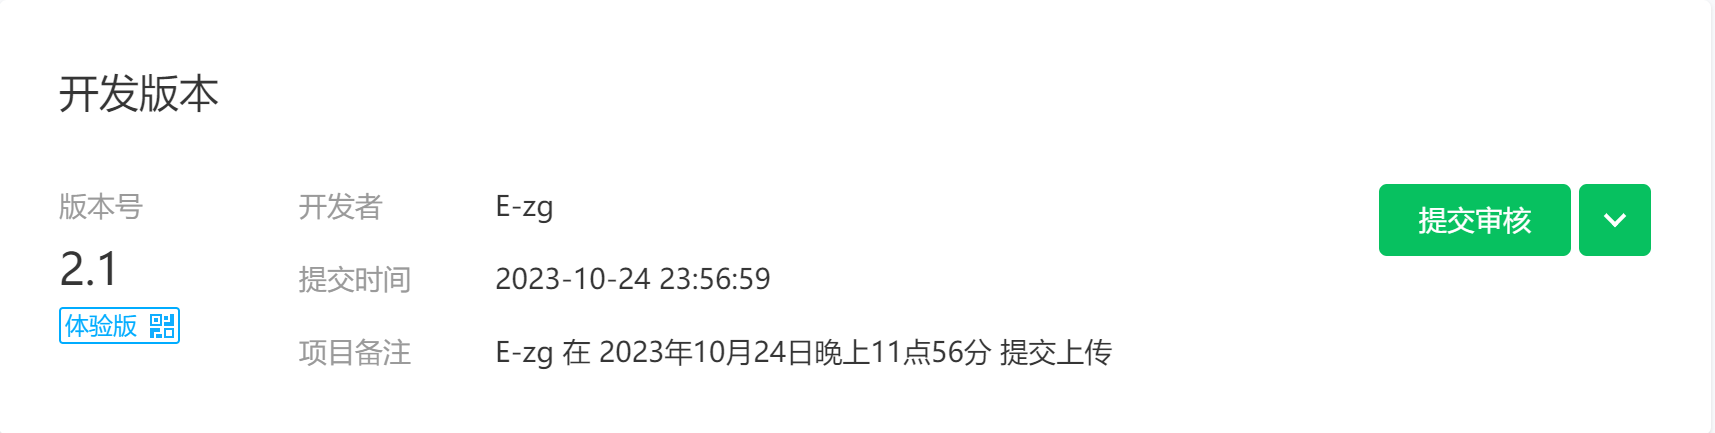 开发版本
版本号
2.1
体验版
开发者 E-zg
提交时间 2023-10-24 23:56:59
项目备注 E-zg 在 2023年10月24日晚上11点56分 提交上传
提交审核